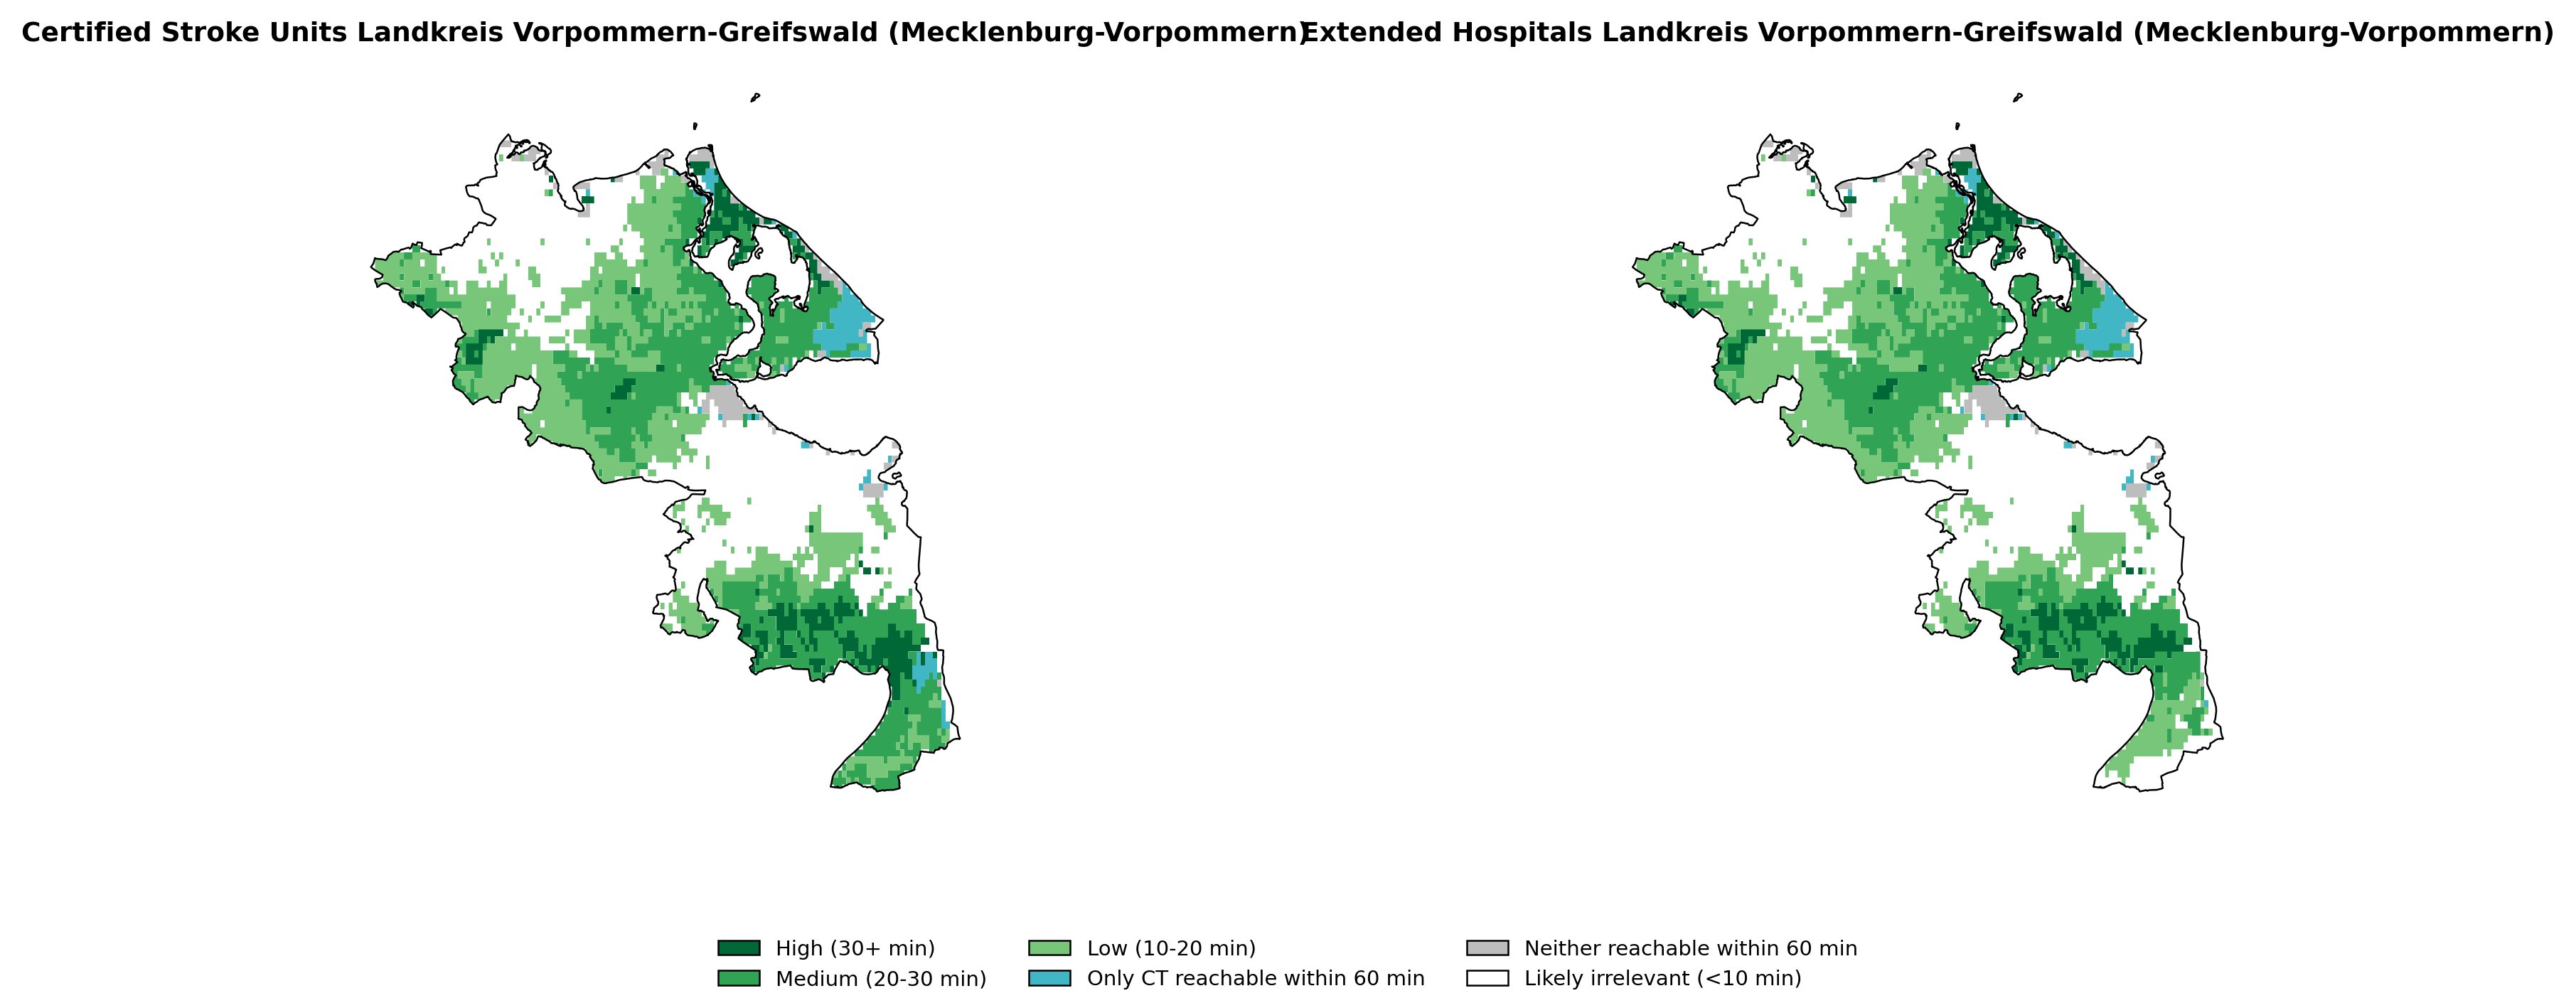 Certified Stroke Units Landkreis Vorpommern-Greifswald (Mecklenburg-Vorpommern)
Extended Hospitals Landkreis Vorpommern-Greifswald (Mecklenburg-Vorpommern)
High (30+ min)
Medium (20-30 min)
Low (10-20 min)
Only CT reachable within 60 min
Neither reachable within 60 min
Likely irrelevant (<10 min)